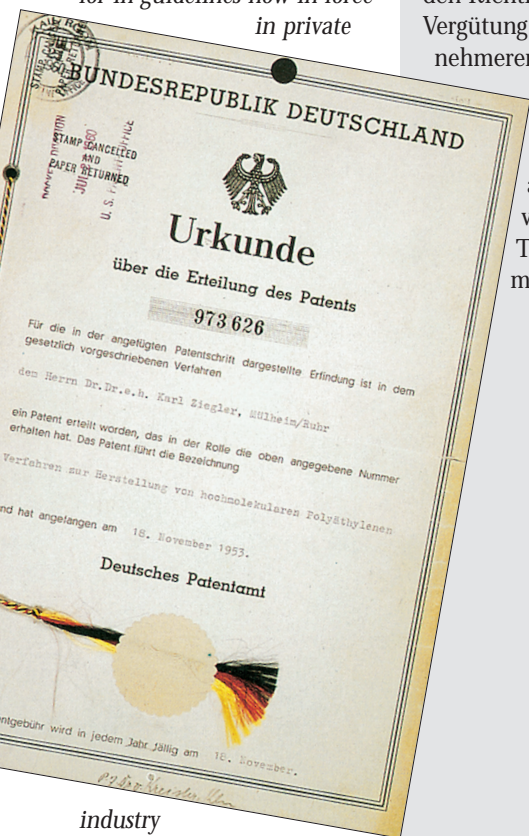 for in guidelines now in force
in private
den Richt
Vergütung
nehmeren
BUNDESREPUBLIK DEUTSCHLAND
STAMP CANCELLED
AND
PAPER RETURNED
U. S.
Urkunde
über die Erteilung des Patents
973 626
Für die in der angefügten Patentschrift dargestellte Erfindung ist in dem
gesetzlich vorgeschriebenen Verfahren
dem Herrn Dr.Dr.e.h. Karl Ziegler, Mülheim/Ruhr
ein Patent erteilt worden, das in der Rolle die oben angegebene Nummer
erhalten hat. Das Patent führt die Bezeichnung
Verfahren zur Herstellung von hochmolekularen Polyäthylenen
nd hat angefangen am 18. November 1953.
Deutsches Patentamt
entgebühr wird in jedem Jahr fällig am 18. November.
industry
a
w
T
m